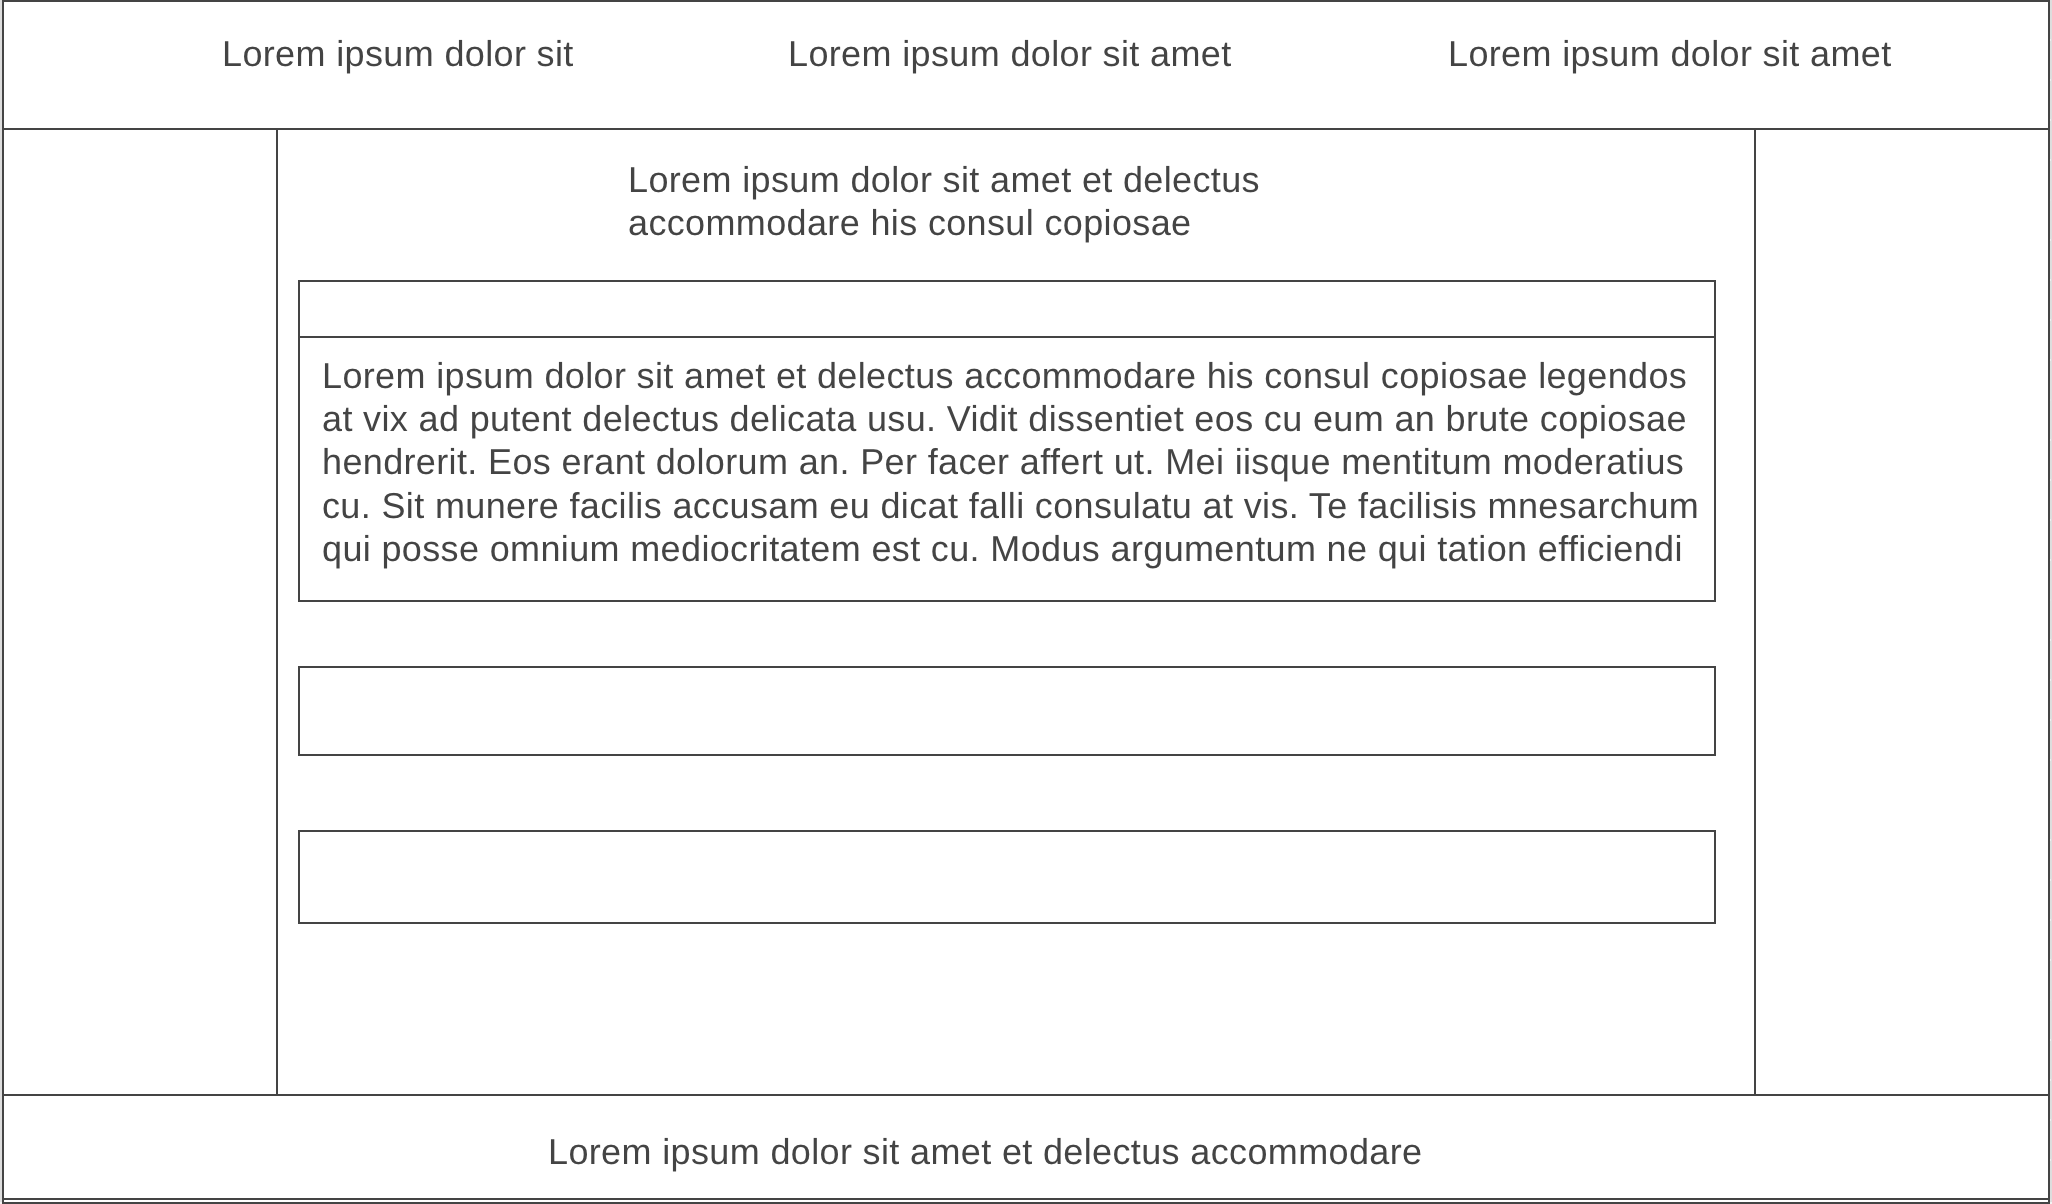 Lorem ipsum dolor sit
Lorem ipsum dolor sit amet
Lorem ipsum dolor sit amet
Lorem ipsum dolor sit amet et delectus
accommodare his consul copiosae
Lorem ipsum dolor sit amet et delectus accommodare his consul copiosae legendos
at vix ad putent delectus delicata usu. Vidit dissentiet eos cu eum an brute copiosae
hendrerit. Eos erant dolorum an. Per facer affert ut. Mei iisque mentitum moderatius
cu. Sit munere facilis accusam eu dicat falli consulatu at vis. Te facilisis mnesarchum
qui posse omnium mediocritatem est cu. Modus argumentum ne qui tation efficiendi
Lorem ipsum dolor sit amet et delectus accommodare